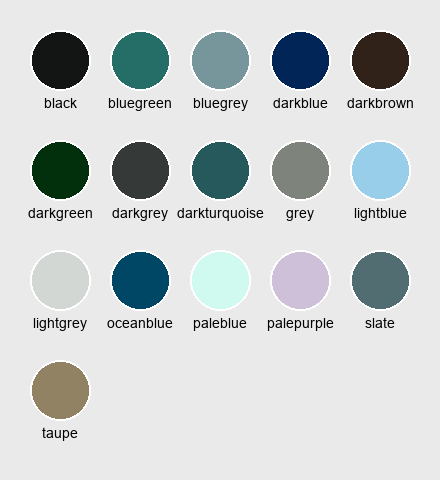 black bluegreen bluegrey darkblue darkbrown
darkgreen darkgrey darkturquoise grey lightblue
lightgrey oceanblue paleblue palepurple slate
taupe